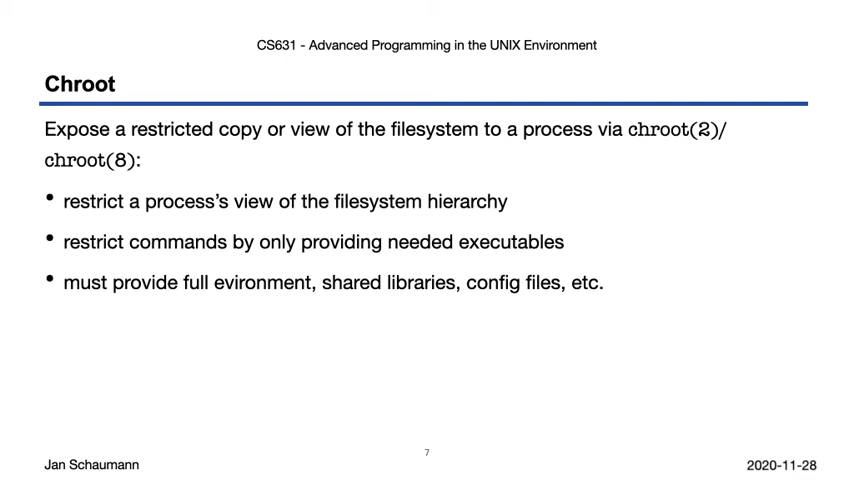 CS631 - Advanced Programming in the UNIX Environment
Chroot
Expose a restricted copy or view of the filesystem to a process via chroot(2)/
chroot(8):
• restrict a process’s view of the filesystem hierarchy
• restrict commands by only providing needed executables
• must provide full evironment, shared libraries, config files, etc.
7
Jan Schaumann
2020-11-28